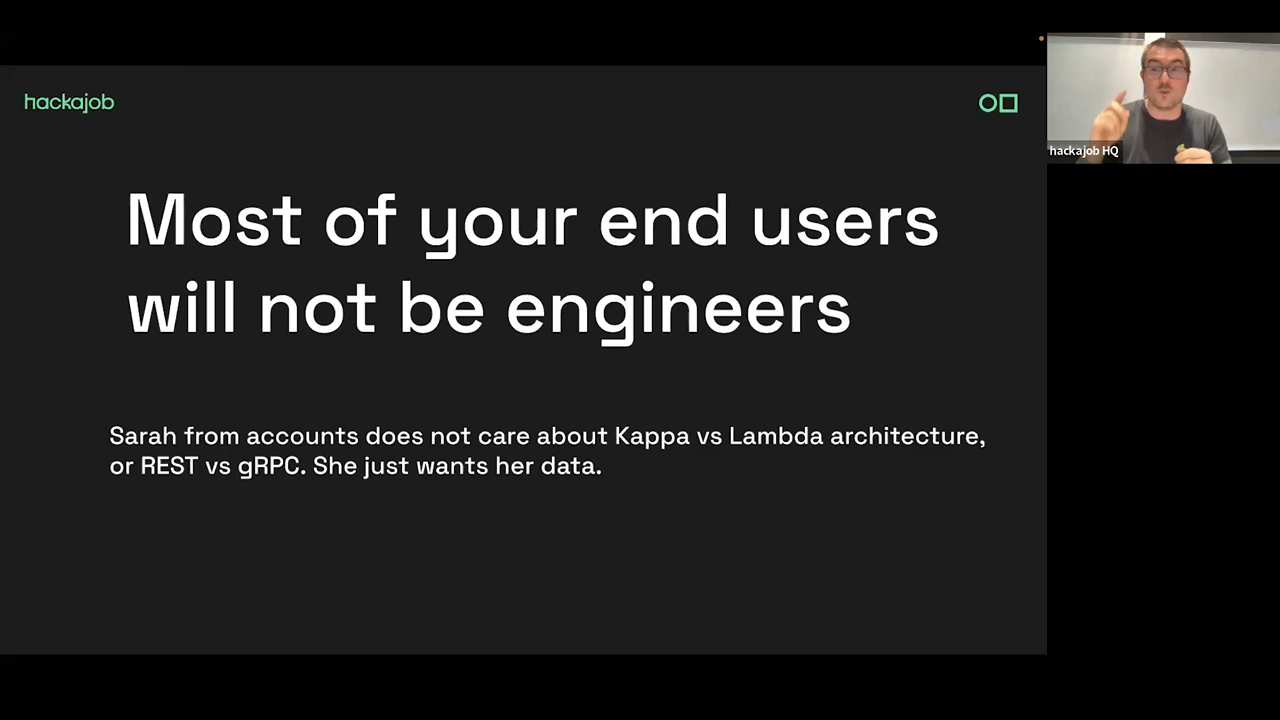 hackajob
Most of your end users
will not be engineers
Sarah from accounts does not care about Kappa vs Lambda architecture,
or REST vs gRPC. She just wants her data.
hackajob HQ